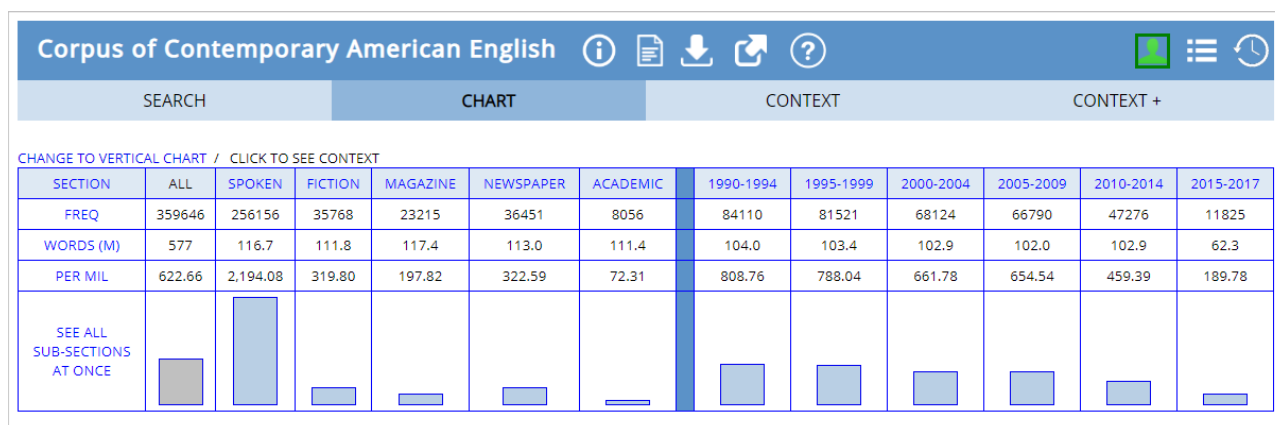 Corpus of Contemporary American English
SEARCH CHART CONTEXT CONTEXT +
CHANGE TO VERTICAL CHART / CLICK TO SEE CONTEXT
SECTION ALL SPOKEN FICTION MAGAZINE NEWSPAPER ACADEMIC 1990-1994 1995-1999 2000-2004 2005-2009 2010-2014 2015-2017
FREQ 359646 256156 35768 23215 36451 8056 84110 81521 68124 66790 47276 11825
WORDS (M) 577 116.7 111.8 117.4 113.0 111.4 104.0 103.4 102.9 102.0 102.9 62.3
PER MIL 622.66 2,194.08 319.80 197.82 322.59 72.31 808.76 788.04 661.78 654.54 459.39 189.78
SEE ALL
SUB-SECTIONS
AT ONCE